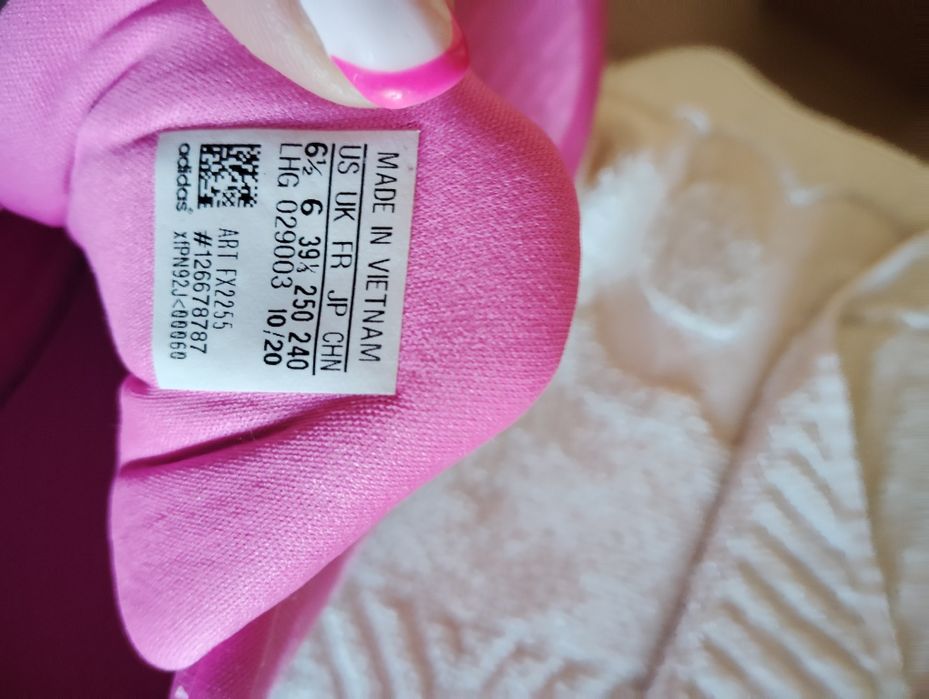 MADE IN VIETNAM
US UK FR JP CHN
6½ 6 39⅓ 250 240
LHG 029003 10/20
ART FX2255
#126678787
X1PN92J<00060
adidas®